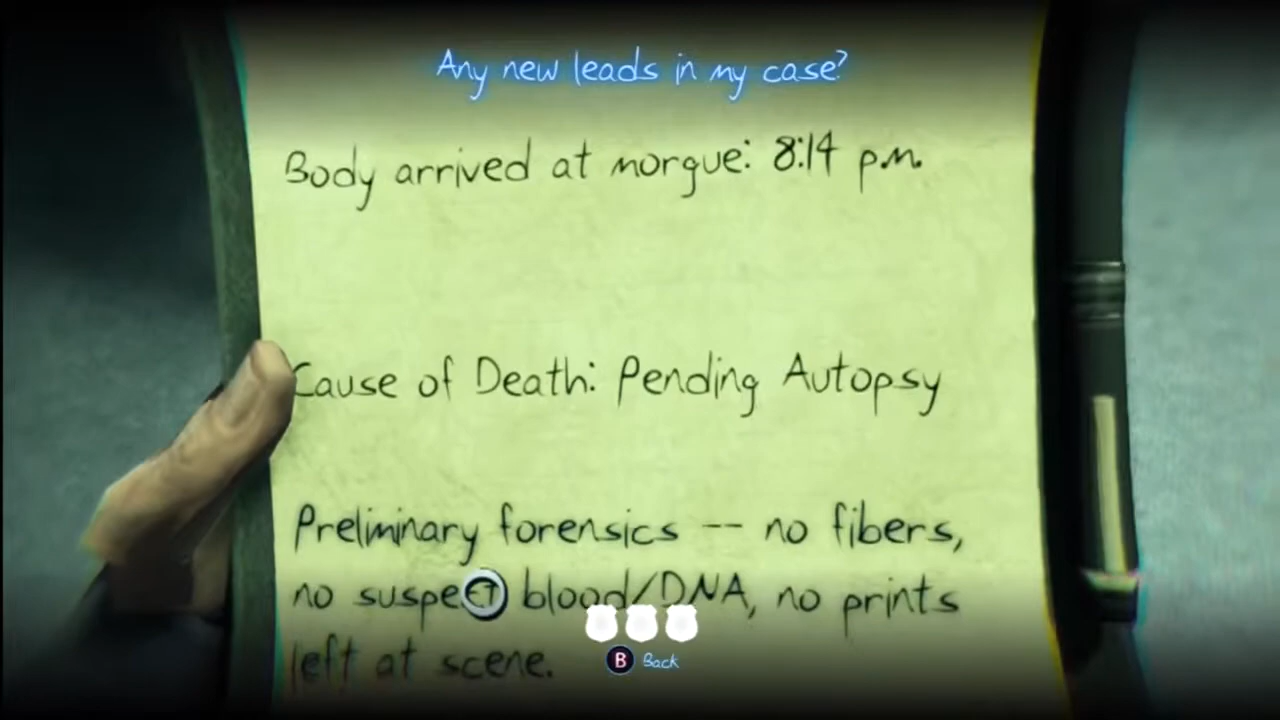 Any new leads in my case?
Body arrived at morgue: 8:14 p.m.
Cause of Death: Pending Autopsy
Preliminary forensics -- no fibers,
no suspect blood/DNA, no prints
left at scene.
B Back